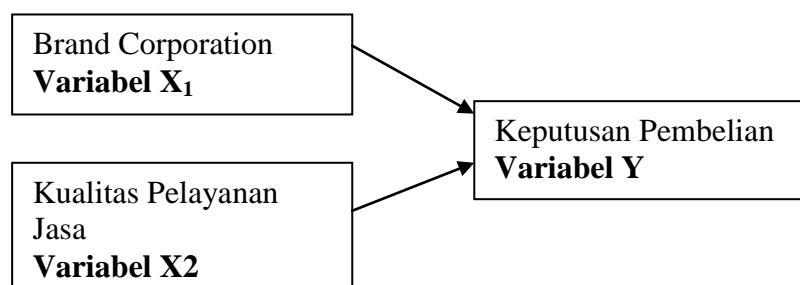 Brand Corporation
Variabel X₁
Keputusan Pembelian
Variabel Y
Kualitas Pelayanan
Jasa
Variabel X2